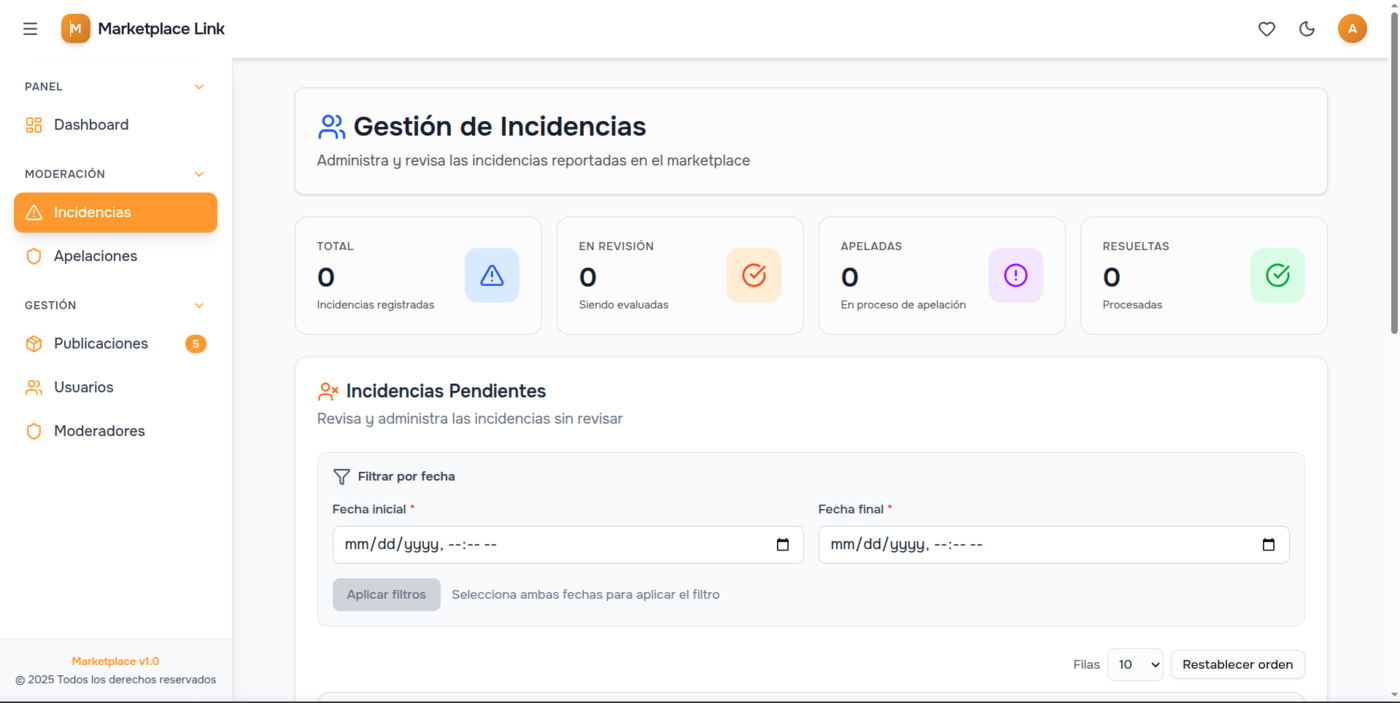 M Marketplace Link
A
PANEL
Dashboard
MODERACIÓN
Incidencias
Apelaciones
GESTIÓN
Publicaciones 5
Usuarios
Moderadores
Marketplace v1.0
© 2025 Todos los derechos reservados
Gestión de Incidencias
Administra y revisa las incidencias reportadas en el marketplace
TOTAL
0
Incidencias registradas
EN REVISIÓN
0
Siendo evaluadas
APELADAS
0
En proceso de apelación
RESUELTAS
0
Procesadas
Incidencias Pendientes
Revisa y administra las incidencias sin revisar
Filtrar por fecha
Fecha inicial *
mm/dd/yyyy, --:-- --
Fecha final *
mm/dd/yyyy, --:-- --
Aplicar filtros Selecciona ambas fechas para aplicar el filtro
Filas 10 Restablecer orden